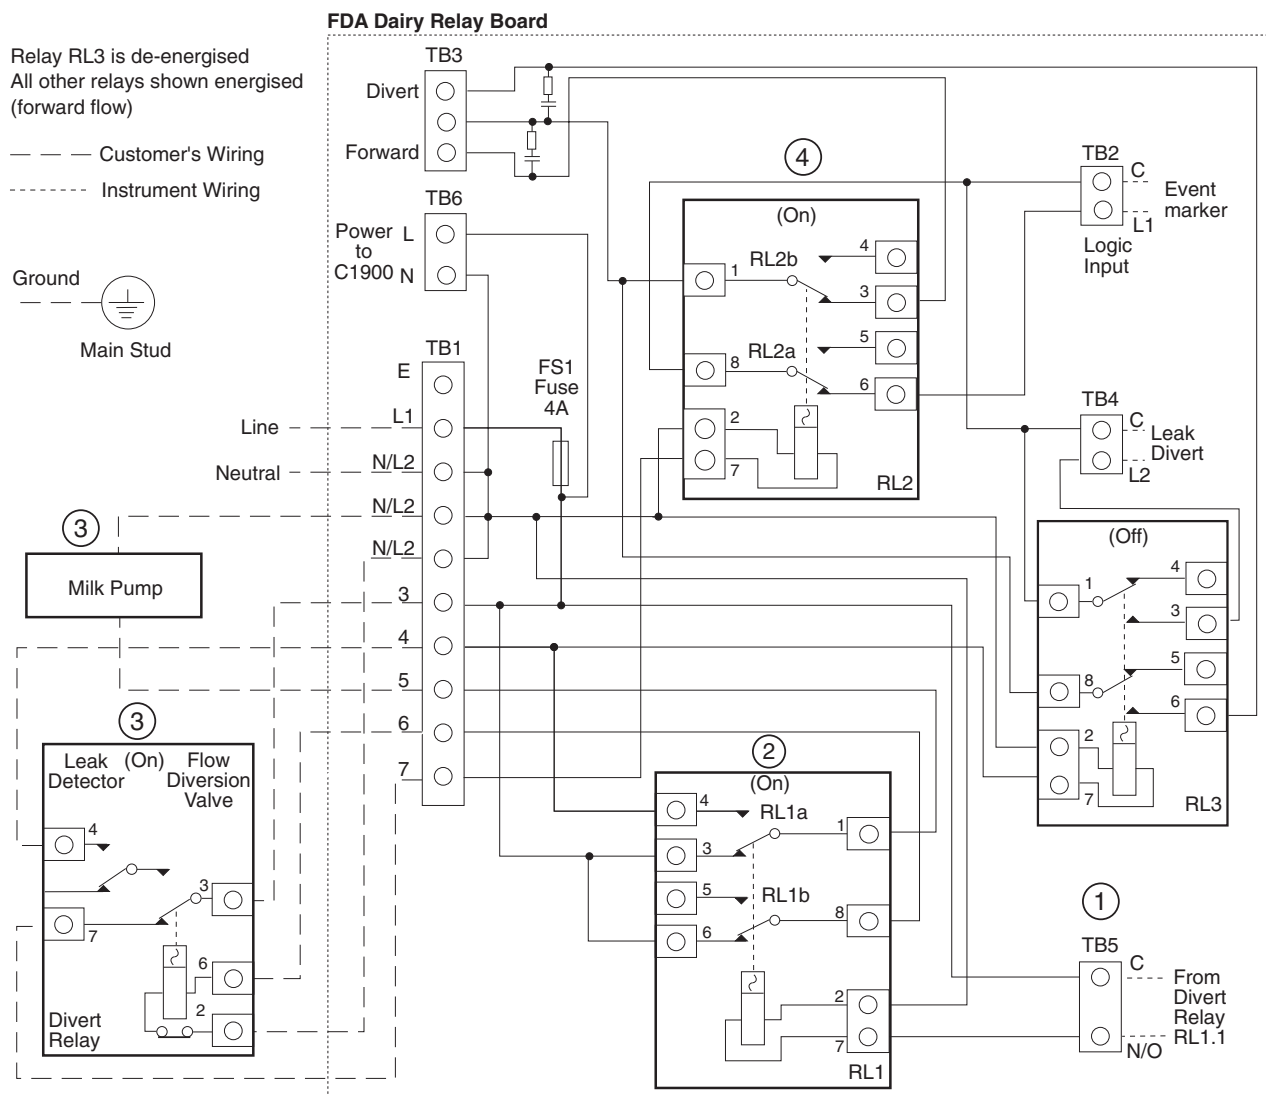 FDA Dairy Relay Board
Relay RL3 is de-energised
All other relays shown energised
(forward flow)
Customer's Wiring
Instrument Wiring
Ground
Main Stud
TB3
Divert
Forward
TB6
Power
to
C1900
L
N
TB1
E
Line
L1
Neutral
N/L2
N/L2
N/L2
3
4
5
6
7
FS1
Fuse
4A
4
(On)
RL2b
1
4
3
RL2a
8
5
6
2
7
RL2
TB2
C
L1
Event
marker
Logic
Input
TB4
C
L2
Leak
Divert
(Off)
1
4
3
8
5
6
2
7
RL3
3
Milk Pump
3
Leak
Detector
(On)
Flow
Diversion
Valve
4
3
7
6
2
Divert
Relay
2
(On)
4
RL1a
1
3
5
RL1b
8
6
2
7
RL1
1
TB5
C
N/O
From
Divert
Relay
RL1.1